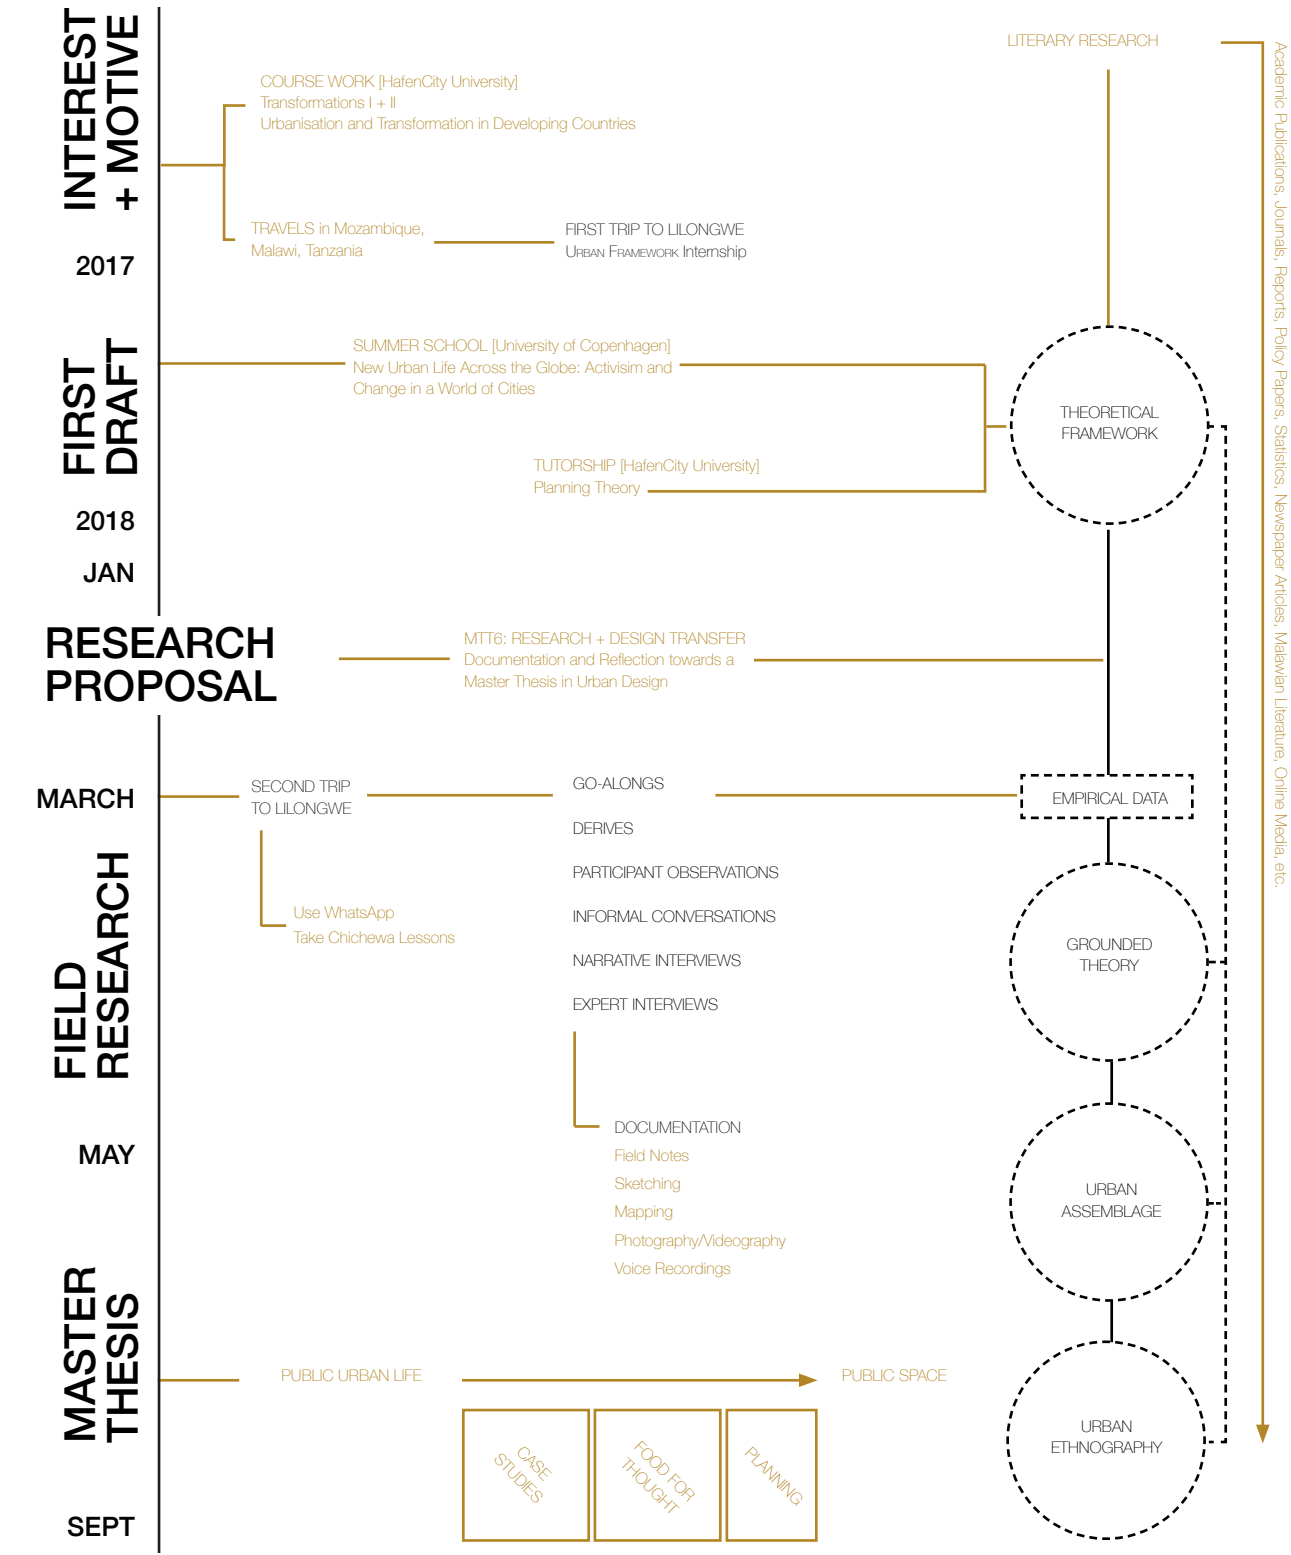 INTEREST
+ MOTIVE
LITERARY RESEARCH
Academic Publications, Journals, Reports, Policy Papers, Statistics, Newspaper Articles, Malawian Literature, Online Media, etc.
COURSE WORK [HafenCity University]
Transformations I + II
Urbanisation and Transformation in Developing Countries
TRAVELS in Mozambique,
Malawi, Tanzania
FIRST TRIP TO LILONGWE
URBAN FRAMEWORK Internship
2017
FIRST
DRAFT
SUMMER SCHOOL [University of Copenhagen]
New Urban Life Across the Globe: Activisim and
Change in a World of Cities
THEORETICAL
FRAMEWORK
TUTORSHIP [HafenCity University]
Planning Theory
2018
JAN
RESEARCH
PROPOSAL
MTT6: RESEARCH + DESIGN TRANSFER
Documentation and Reflection towards a
Master Thesis in Urban Design
MARCH
SECOND TRIP
TO LILONGWE
GO-ALONGS
DERIVES
PARTICIPANT OBSERVATIONS
INFORMAL CONVERSATIONS
NARRATIVE INTERVIEWS
EXPERT INTERVIEWS
EMPIRICAL DATA
FIELD
RESEARCH
Use WhatsApp
Take Chichewa Lessons
GROUNDED
THEORY
MAY
DOCUMENTATION
Field Notes
Sketching
Mapping
Photography/Videography
Voice Recordings
URBAN
ASSEMBLAGE
MASTER
THESIS
PUBLIC URBAN LIFE
PUBLIC SPACE
CASE
STUDIES
FOOD FOR
THOUGHT
PLANNING
URBAN
ETHNOGRAPHY
SEPT